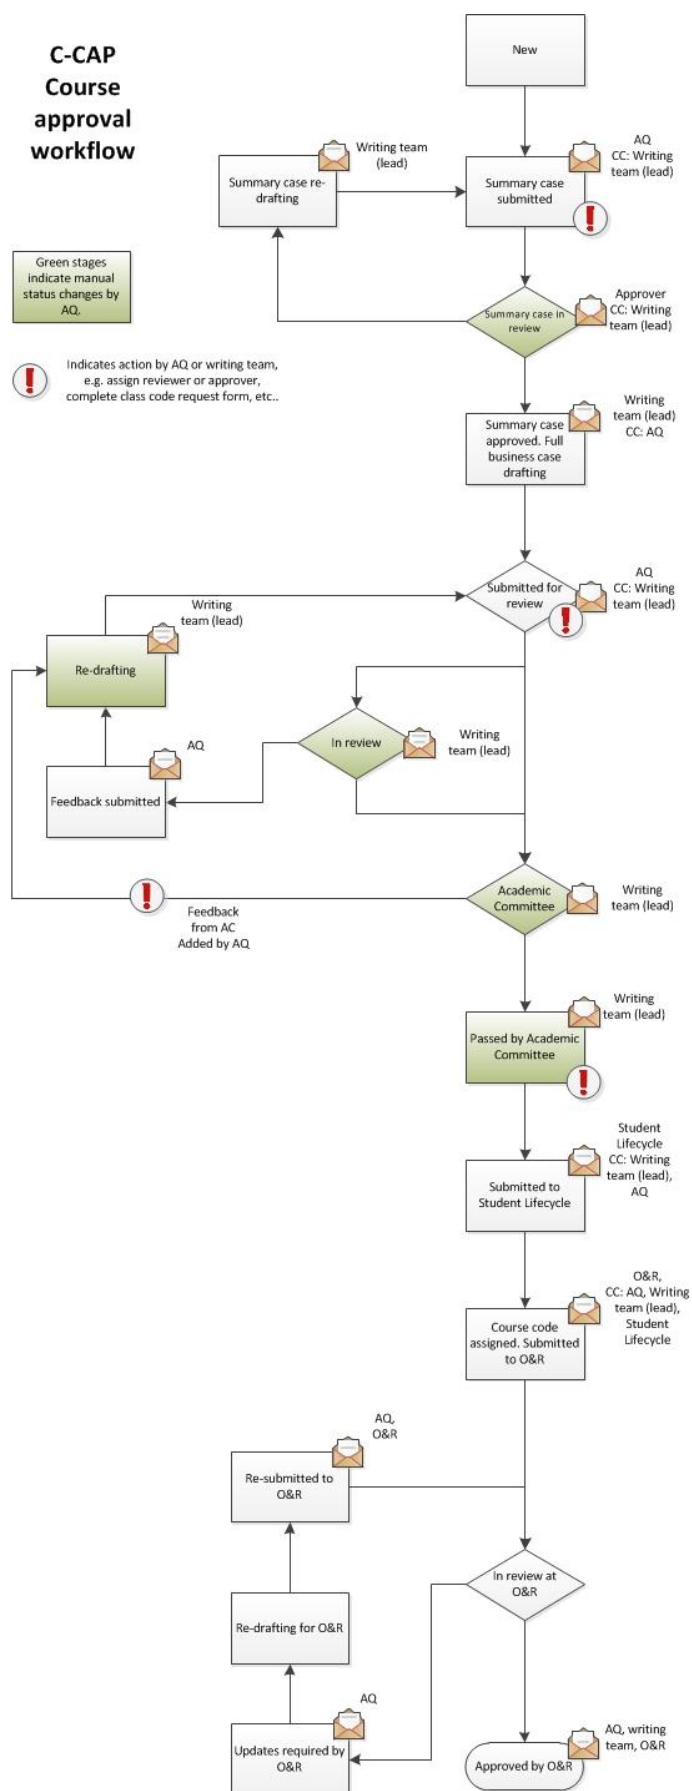 C-CAP
Course
approval
workflow
New
AQ
CC: Writing
team (lead)
Writing team
(lead)
Summary case re-
drafting
Summary case
submitted
Green stages
indicate manual
status changes by
AQ.
Summary case in
review
Approver
CC: Writing
team (lead)
Indicates action by AQ or writing team,
e.g. assign reviewer or approver,
complete class code request form, etc..
Summary case
approved. Full
business case
drafting
Writing
team (lead)
CC: AQ
Submitted for
review
AQ
CC: Writing
team (lead)
Writing
team (lead)
Re-drafting
In review
Writing
team (lead)
AQ
Feedback submitted
Academic
Committee
Writing
team (lead)
Feedback
from AC
Added by AQ
Writing
team (lead)
Passed by Academic
Committee
Student
Lifecycle
CC: Writing
team (lead),
AQ
Submitted to
Student Lifecycle
O&R,
CC: AQ, Writing
team (lead),
Student
Lifecycle
Course code
assigned. Submitted
to O&R
AQ,
O&R
Re-submitted to
O&R
In review at
O&R
Re-drafting for O&R
AQ
Updates required by
O&R
AQ, writing
team, O&R
Approved by O&R